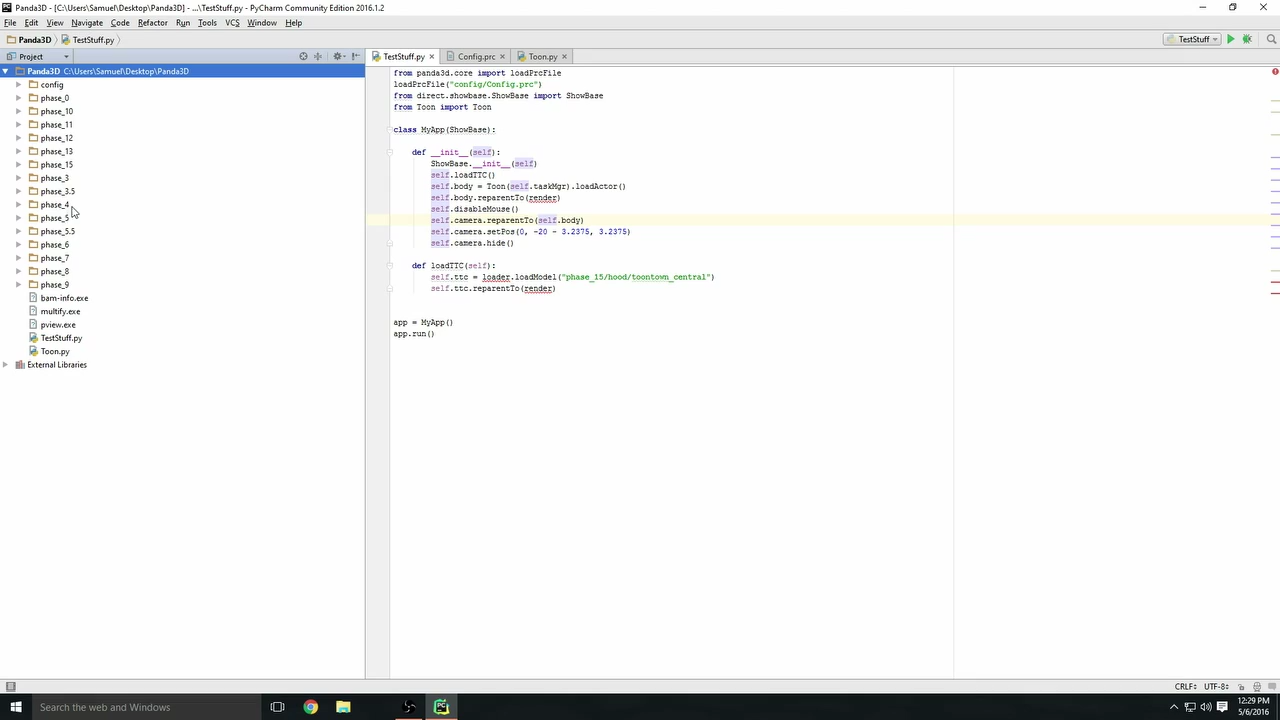 Panda3D - [C:\Users\Samuel\Desktop\Panda3D] - ...\TestStuff.py - PyCharm Community Edition 2016.1.2
File Edit View Navigate Code Refactor Run Tools VCS Window Help
Panda3D TestStuff.py TestStuff
Project
Panda3D C:\Users\Samuel\Desktop\Panda3D
config
phase_0
phase_10
phase_11
phase_12
phase_13
phase_15
phase_3
phase_3.5
phase_4
phase_5
phase_5.5
phase_6
phase_7
phase_8
phase_9
bam-info.exe
multify.exe
pview.exe
TestStuff.py
Toon.py
External Libraries
TestStuff.py Config.prc Toon.py
from panda3d.core import loadPrcFile
loadPrcFile("config/Config.prc")
from direct.showbase.ShowBase import ShowBase
from Toon import Toon
class MyApp(ShowBase):
def __init__(self):
ShowBase.__init__(self)
self.loadTTC()
self.body = Toon(self.taskMgr).loadActor()
self.body.reparentTo(render)
self.disableMouse()
self.camera.reparentTo(self.body)
self.camera.setPos(0, -20 - 3.2375, 3.2375)
self.camera.hide()
def loadTTC(self):
self.ttc = loader.loadModel("phase_15/hood/toontown_central")
self.ttc.reparentTo(render)
app = MyApp()
app.run()
CRLF÷ UTF-8÷
PC
Search the web and Windows
12:29 PM
5/6/2016